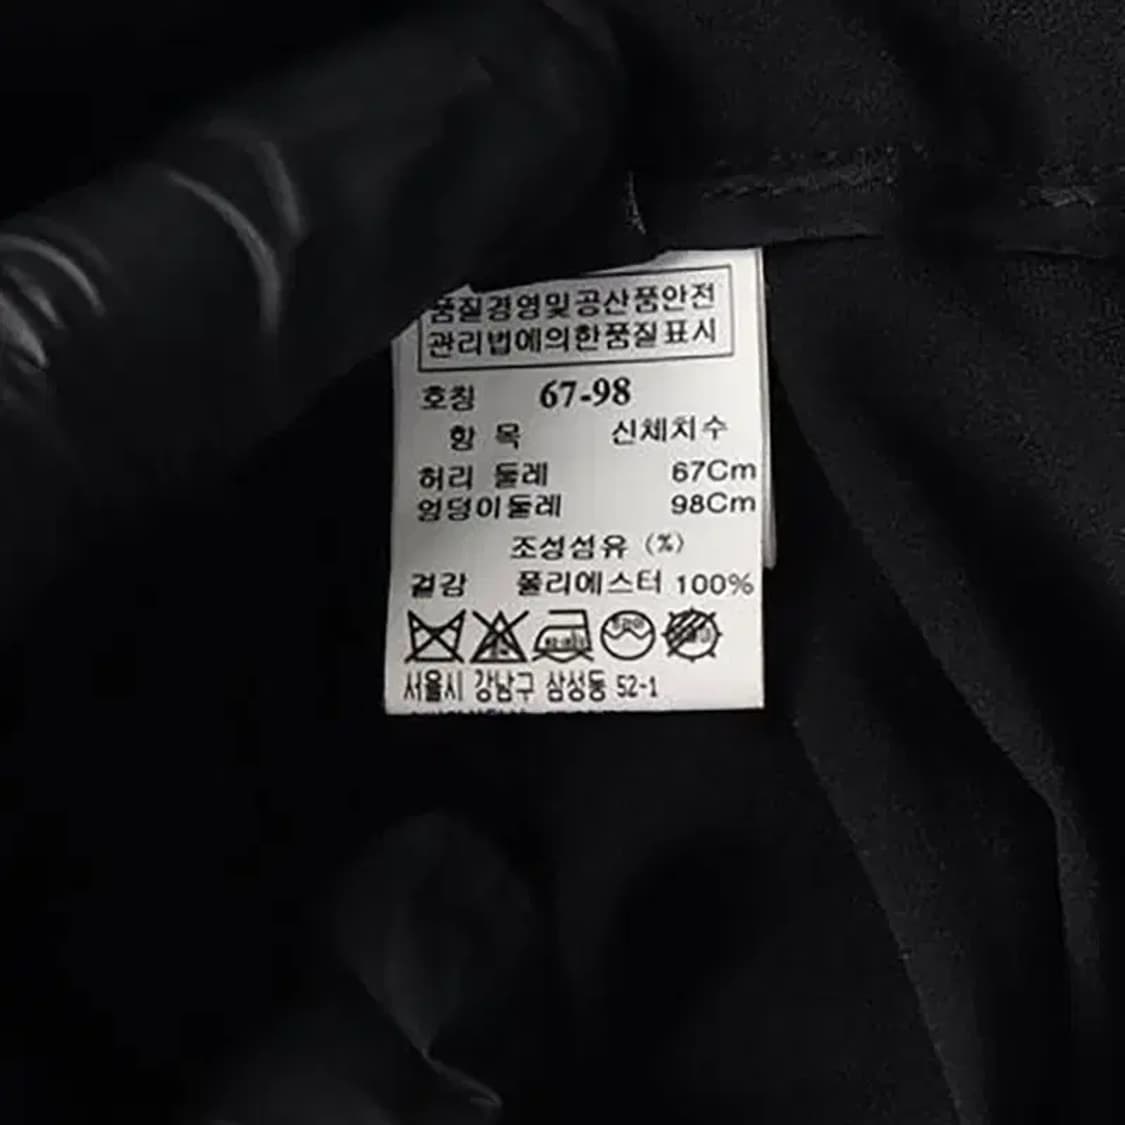 품질경영및공산품안전
관리법에의한품질표시
호칭 67-98
항 목 신체치수
허리 둘레 67Cm
엉덩이둘레 98Cm
조성섬유 (%)
겉감 폴리에스터 100%
서울시 강남구 삼성동 52-1